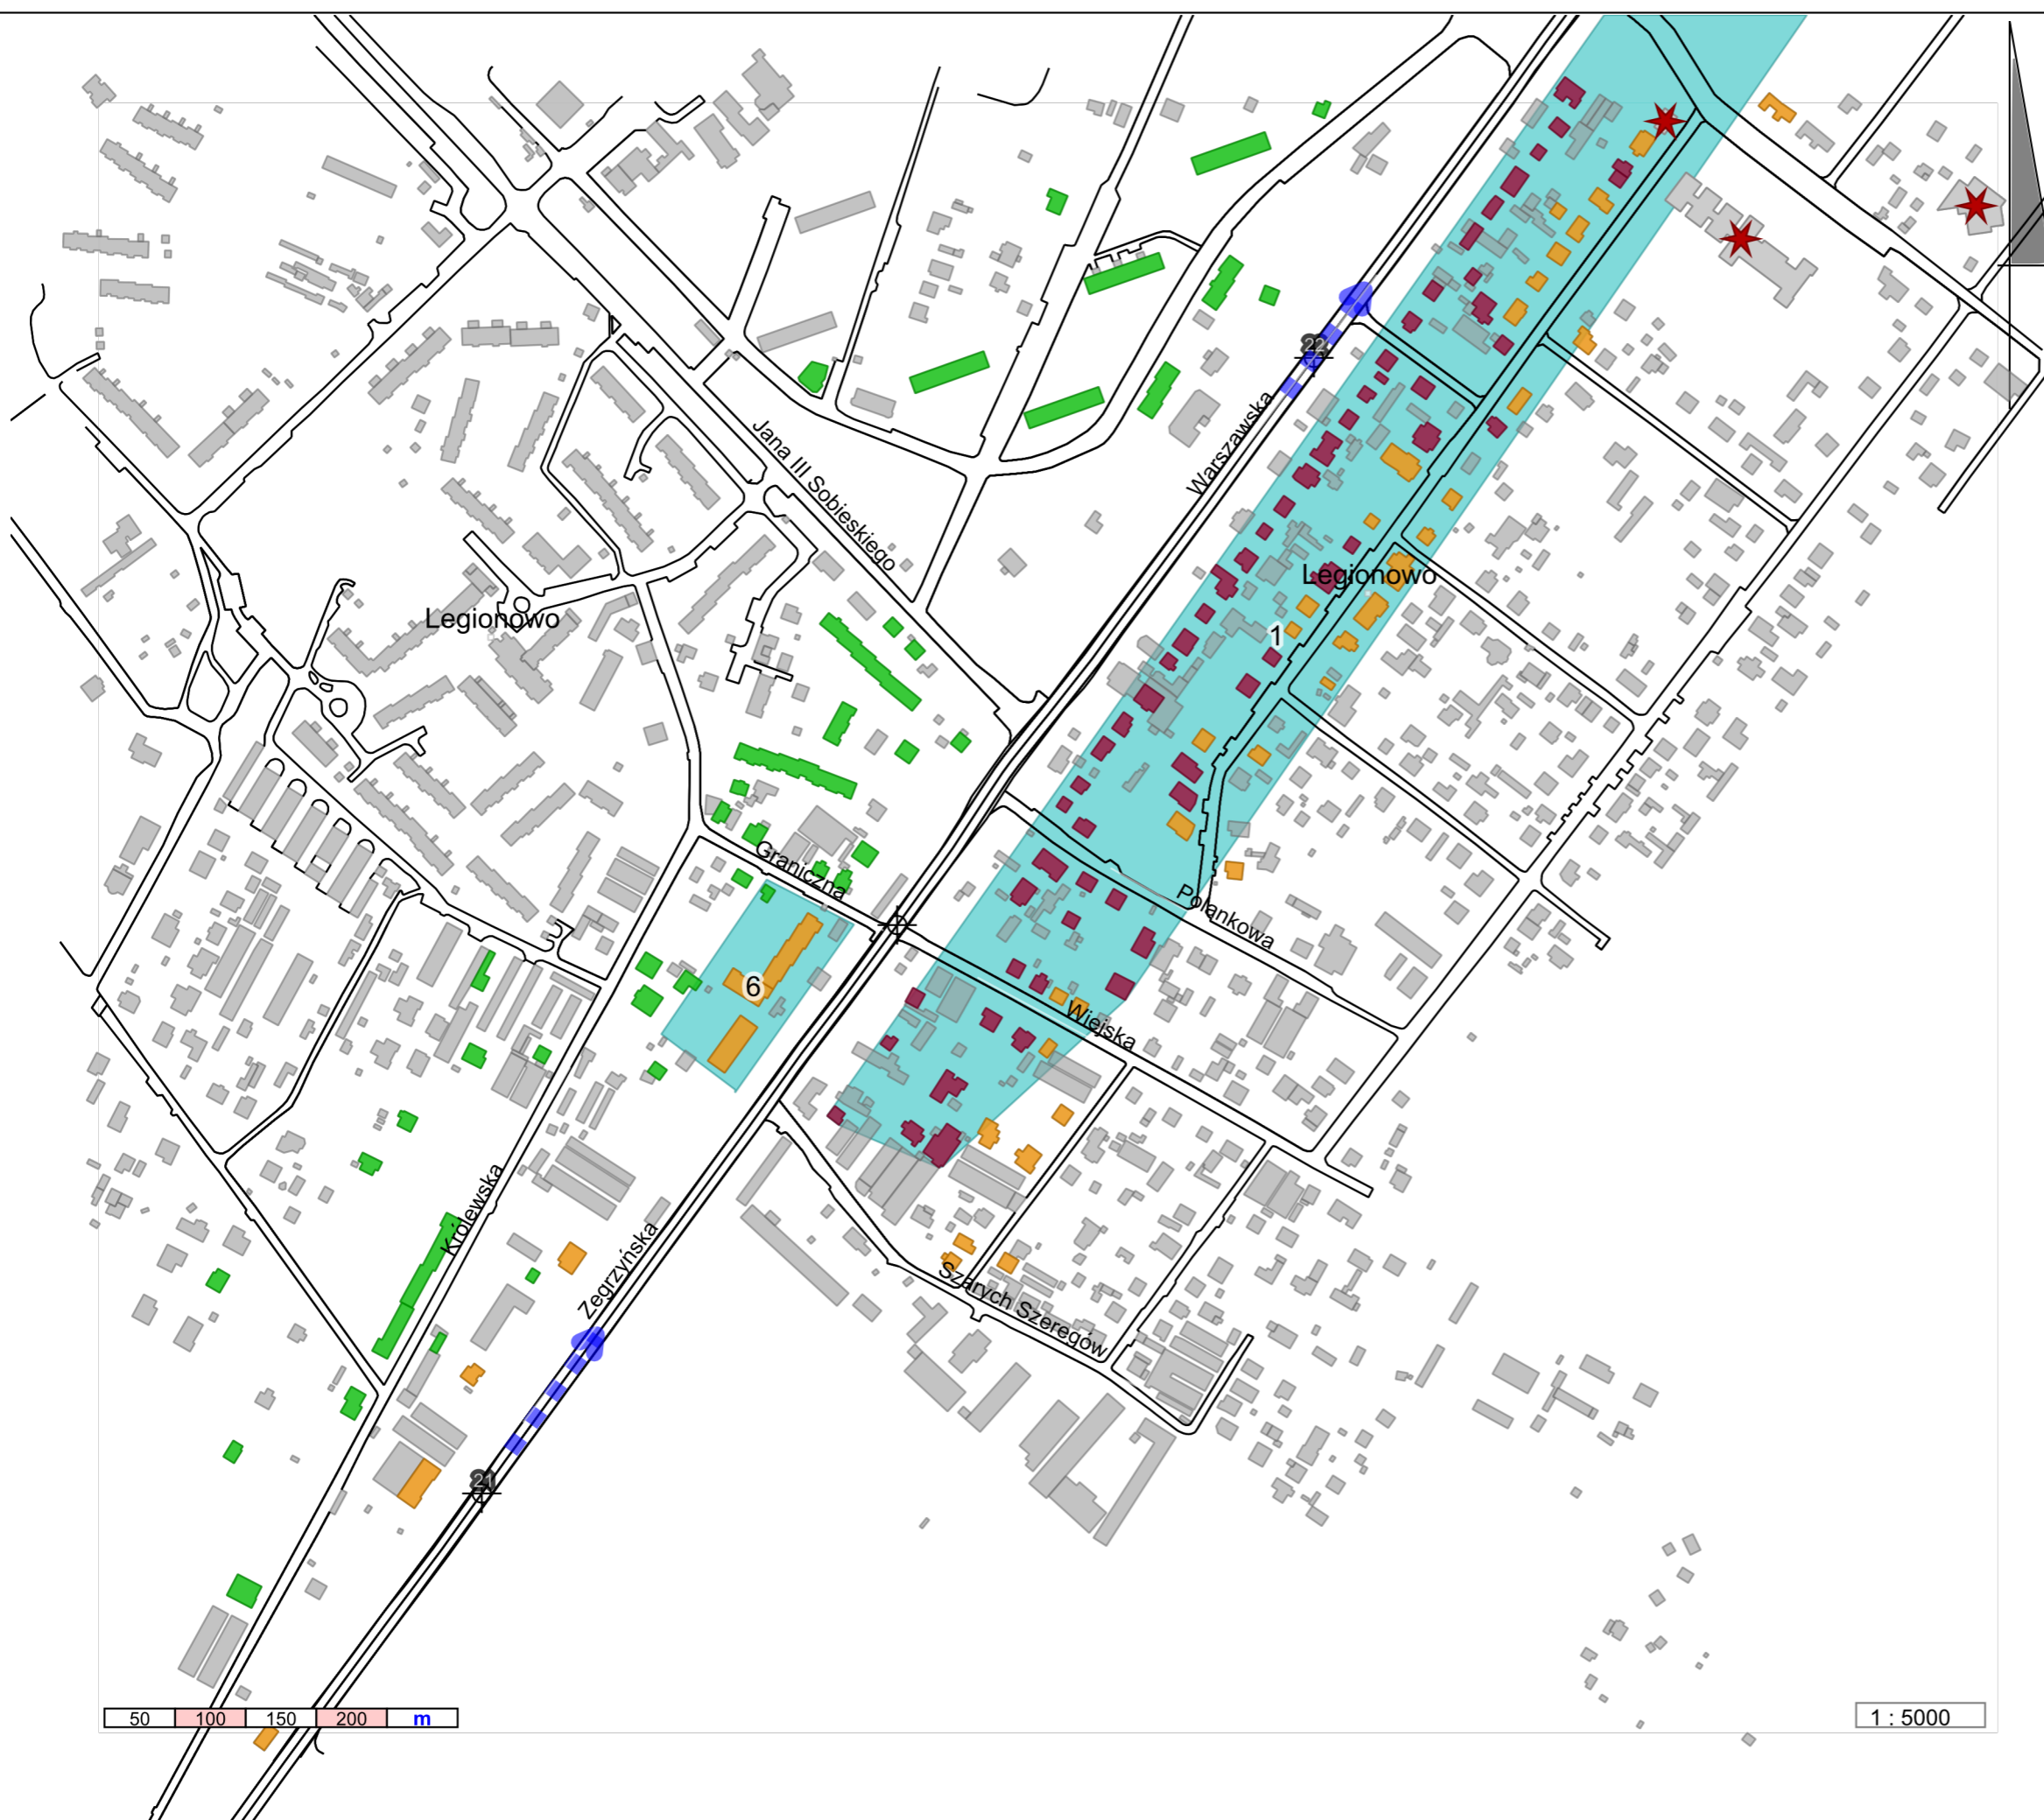 22
Warszawska
Jana III Sobieskiego
Legionowo
Legionowo
1
Graniczna
Polankowa
6
Wiejska
Królewska
Zegrzyńska
Szarych Szeregów
21
50 100 150 200 m
1 : 5000